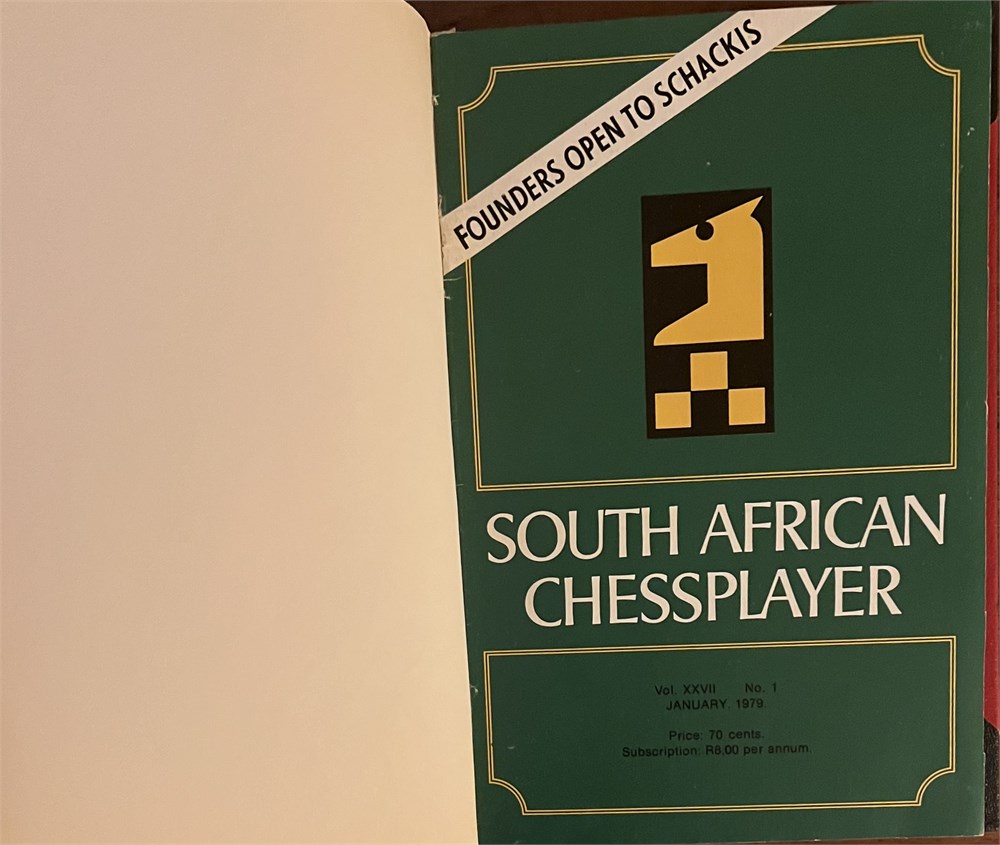 FOUNDERS OPEN TO SCHACKIS
SOUTH AFRICAN
CHESSPLAYER
Vol. XXVII No. 1
JANUARY. 1979.
Price: 70 cents.
Subscription: R8,00 per annum